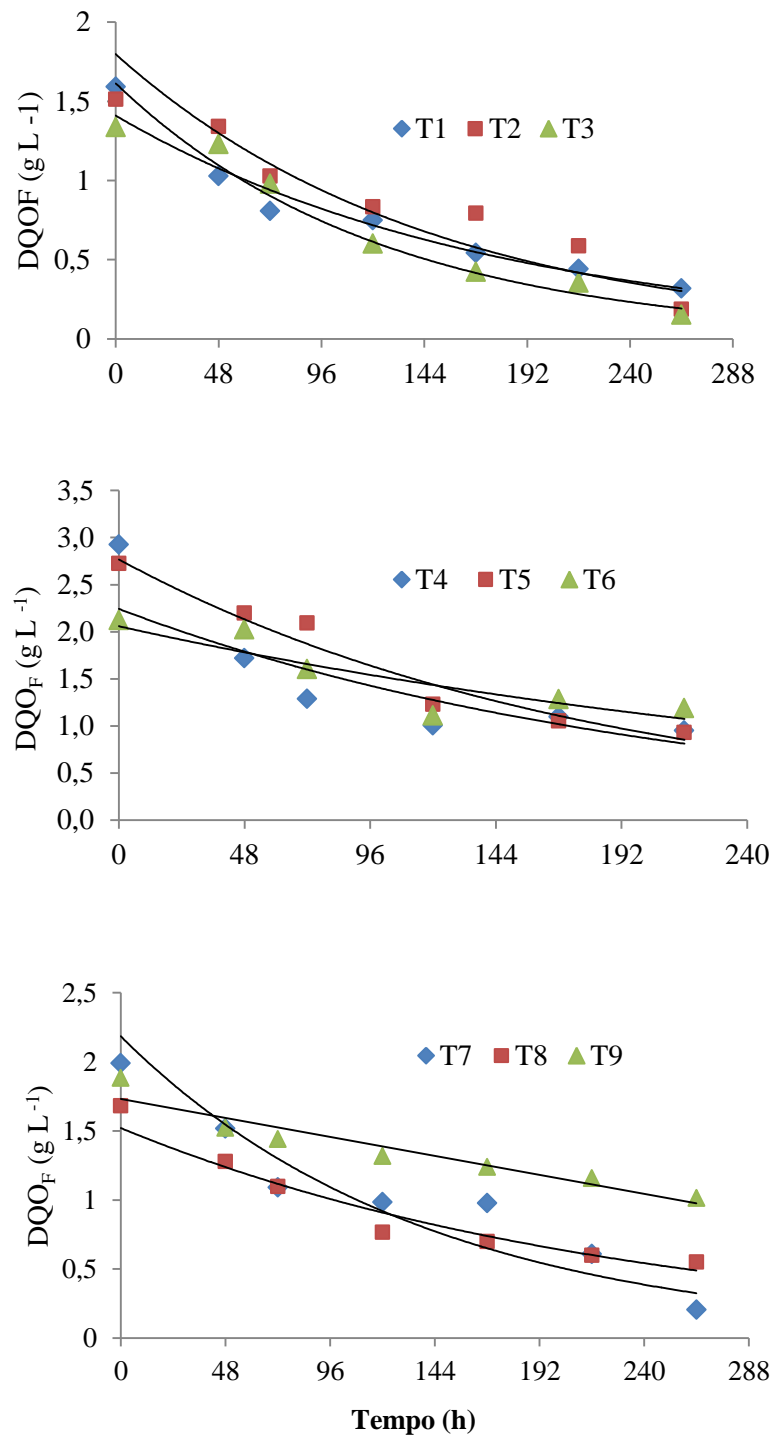 2
1,5
1
0,5
0
DQOF (g L -1)
T1 T2 T3
0 48 96 144 192 240 288
3,5
3,0
2,5
2,0
1,5
1,0
0,5
0,0
DQO_F (g L -1)
T4 T5 T6
0 48 96 144 192 240
2,5
2
1,5
1
0,5
0
DQO_F (g L -1)
T7 T8 T9
0 48 96 144 192 240 288
Tempo (h)